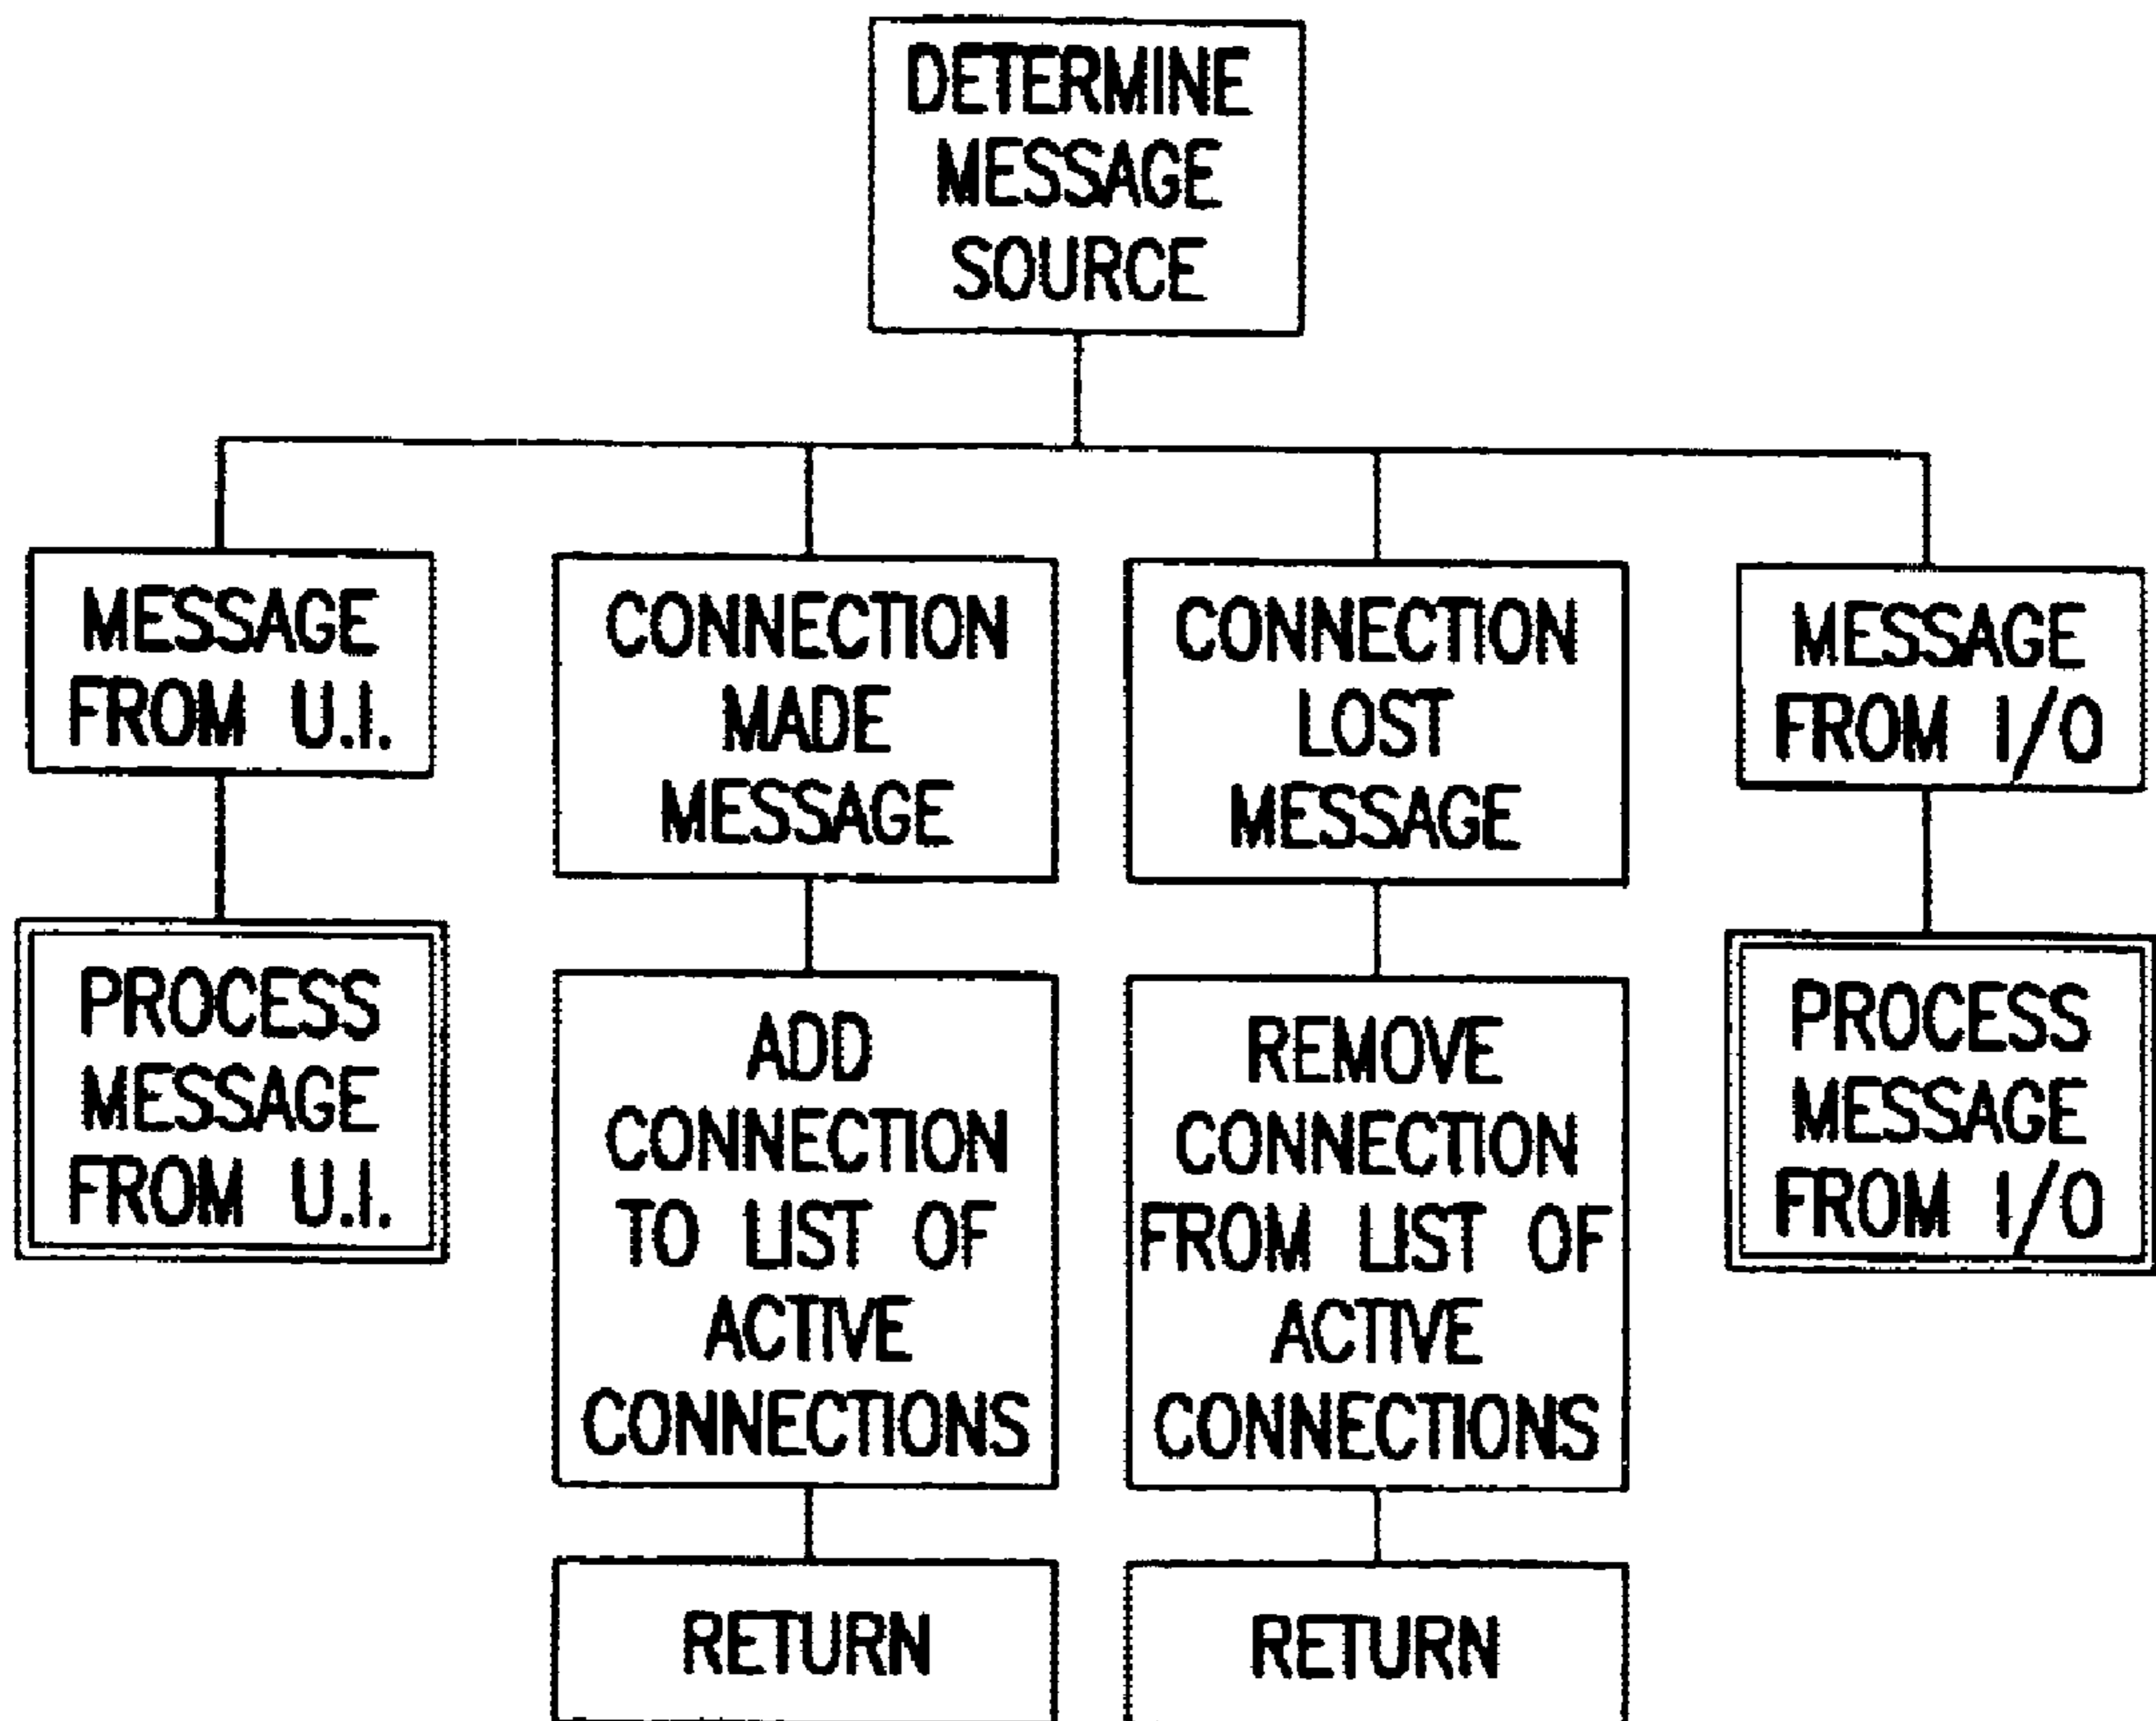 DETERMINE
MESSAGE
SOURCE
MESSAGE
FROM U.I.
CONNECTION
MADE
MESSAGE
CONNECTION
LOST
MESSAGE
MESSAGE
FROM I/O
PROCESS
MESSAGE
FROM U.I.
ADD
CONNECTION
TO LIST OF
ACTIVE
CONNECTIONS
REMOVE
CONNECTION
FROM LIST OF
ACTIVE
CONNECTIONS
PROCESS
MESSAGE
FROM I/O
RETURN
RETURN